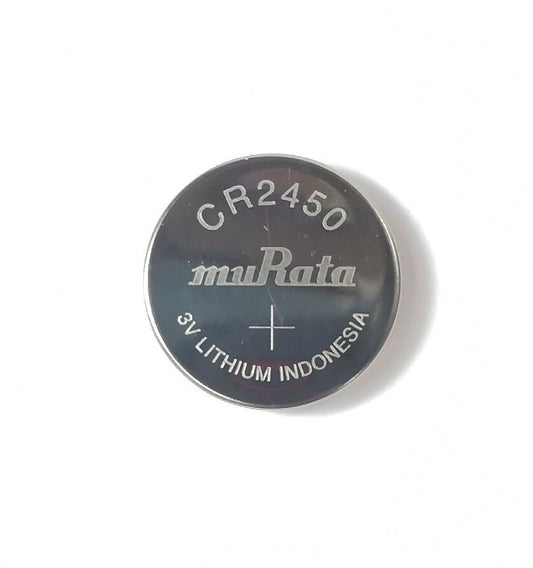 CR2450
muRata
+
3V LITHIUM INDONESIA